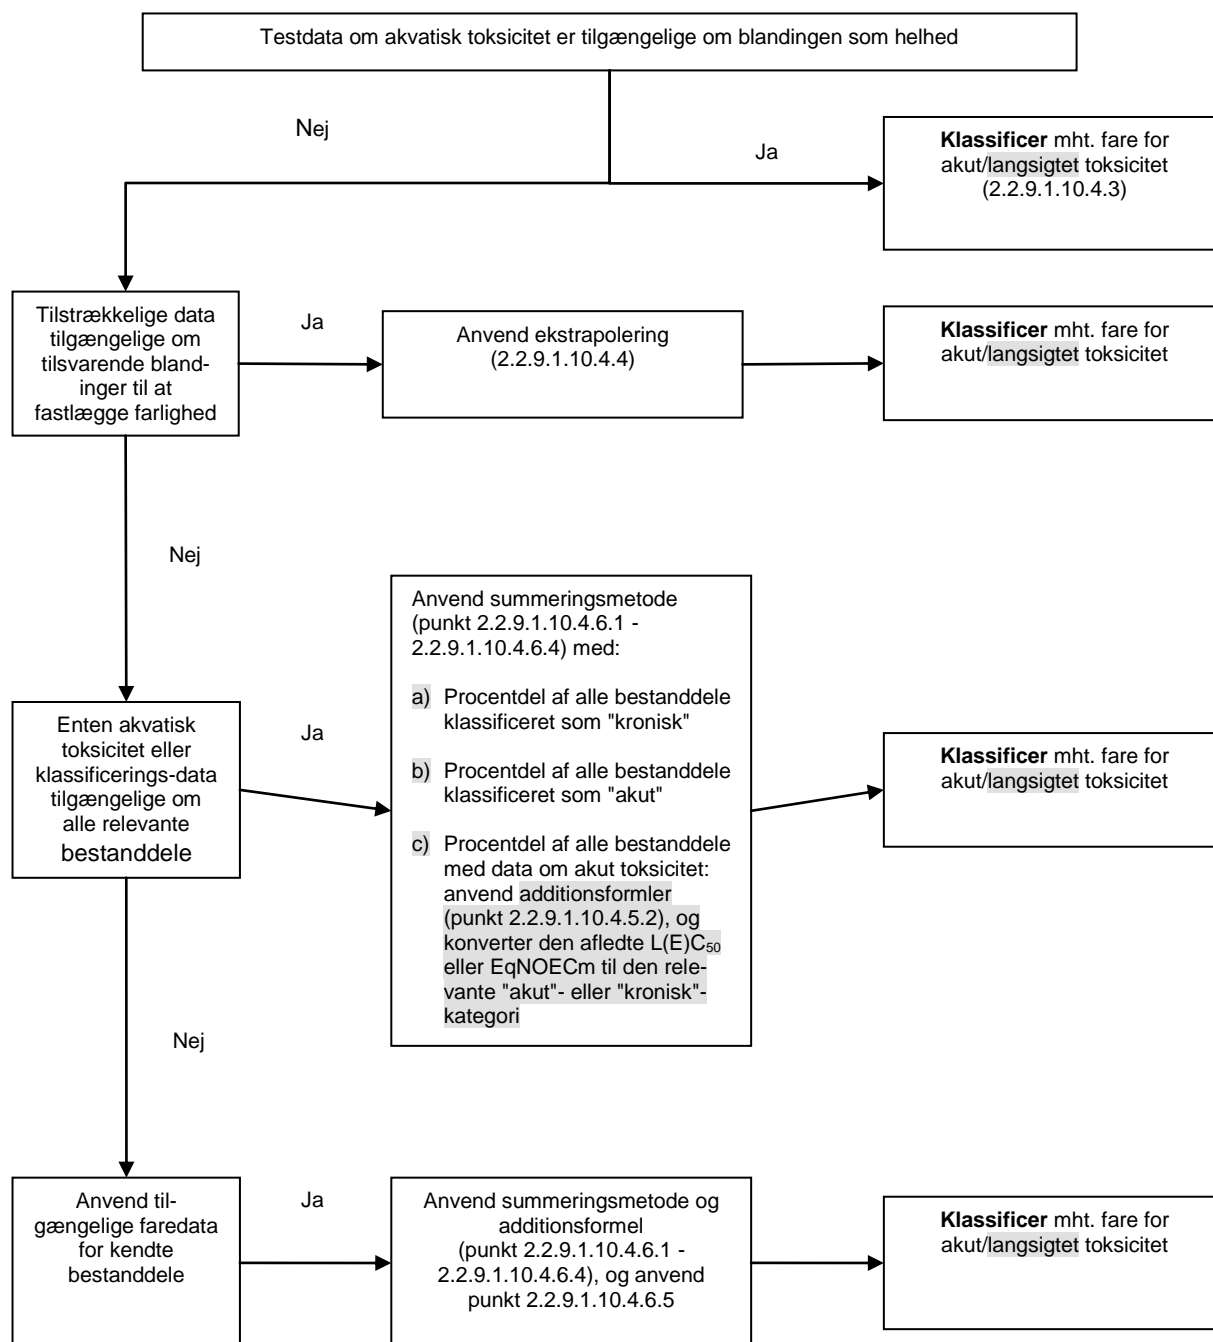 Testdata om akvatisk toksicitet er tilgængelige om blandingen som helhed
Nej
Ja
Klassificer mht. fare for
akut/langsigtet toksicitet
(2.2.9.1.10.4.3)
Tilstrækkelige data
tilgængelige om
tilsvarende bland-
inger til at
fastlægge farlighed
Ja
Anvend ekstrapolering
(2.2.9.1.10.4.4)
Klassificer mht. fare for
akut/langsigtet toksicitet
Nej
Enten akvatisk
toksicitet eller
klassificerings-data
tilgængelige om
alle relevante
bestanddele
Ja
Anvend summeringsmetode
(punkt 2.2.9.1.10.4.6.1 -
2.2.9.1.10.4.6.4) med:
a) Procentdel af alle bestanddele
klassificeret som "kronisk"
b) Procentdel af alle bestanddele
klassificeret som "akut"
c) Procentdel af alle bestanddele
med data om akut toksicitet:
anvend additionsformler
(punkt 2.2.9.1.10.4.5.2), og
konverter den afledte L(E)C50
eller EqNOECm til den rele-
vante "akut"- eller "kronisk"-
kategori
Klassificer mht. fare for
akut/langsigtet toksicitet
Nej
Anvend til-
gængelige faredata
for kendte
bestanddele
Ja
Anvend summeringsmetode og
additionsformel
(punkt 2.2.9.1.10.4.6.1 -
2.2.9.1.10.4.6.4), og anvend
punkt 2.2.9.1.10.4.6.5
Klassificer mht. fare for
akut/langsigtet toksicitet